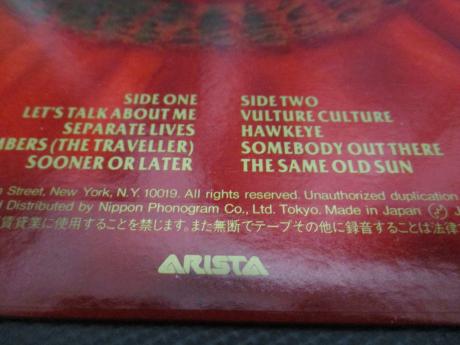 SIDE ONE
LET'S TALK ABOUT ME
SEPARATE LIVES
MBERS (THE TRAVELLER)
SOONER OR LATER
SIDE TWO
VULTURE CULTURE
HAWKEYE
SOMEBODY OUT THERE
THE SAME OLD SUN
Street, New York, N.Y. 10019. All rights reserved. Unauthorized duplication
Distributed by Nippon Phonogram Co., Ltd. Tokyo. Made in Japan Ⓟ J
賃貸業に使用することを禁じます。また無断でテープその他に録音することは法律
ARISTA